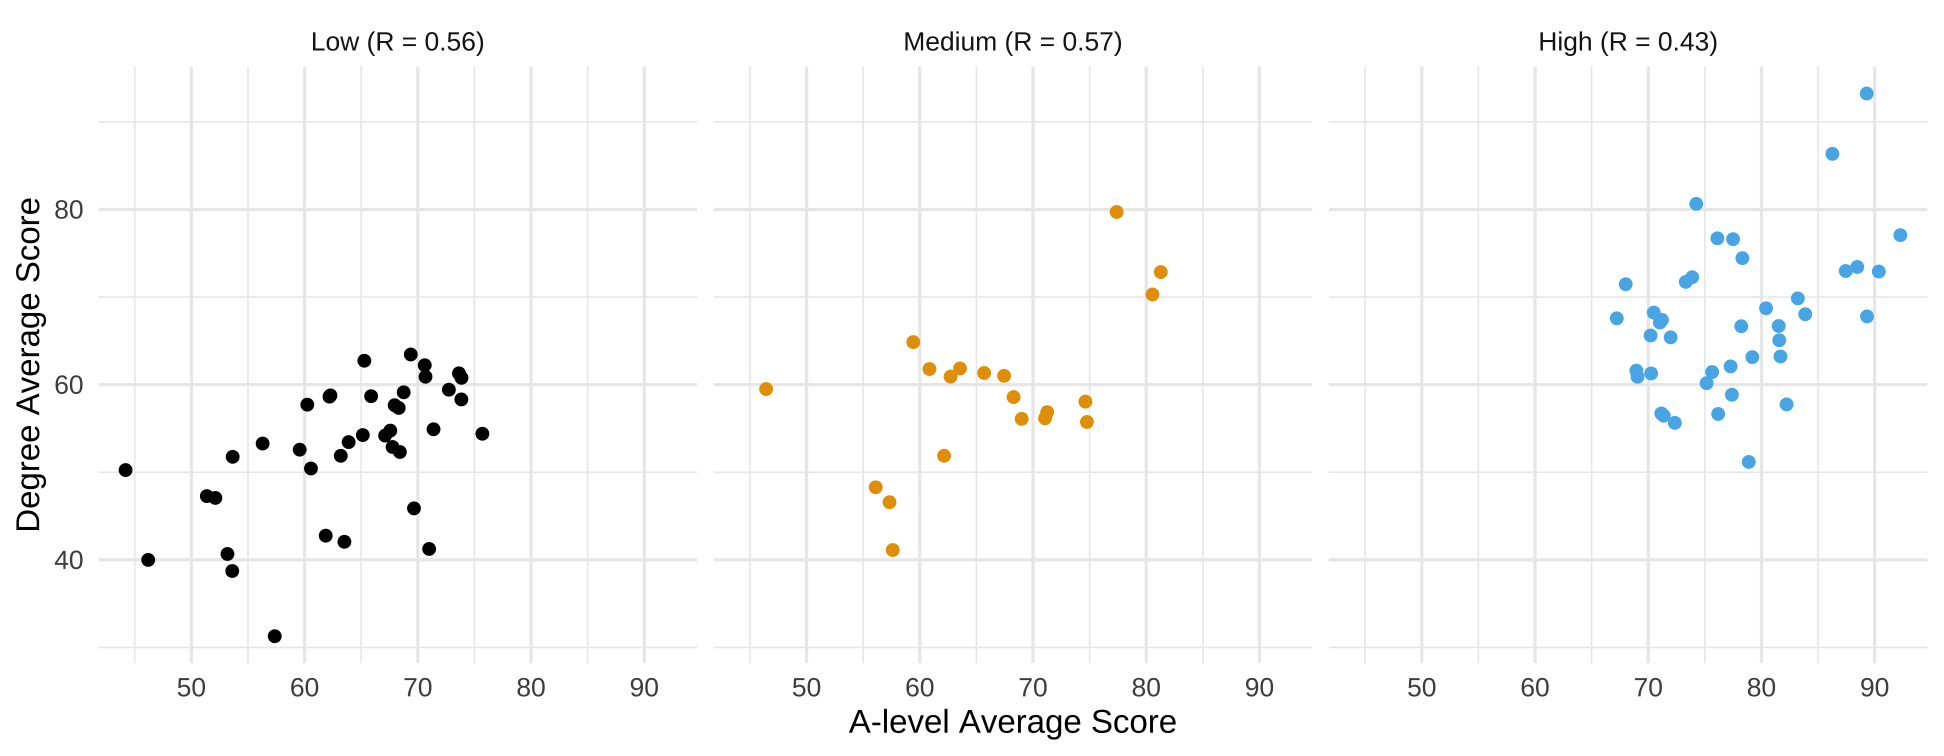 Low (R = 0.56)
Medium (R = 0.57)
High (R = 0.43)
Degree Average Score
80
60
40
50 60 70 80 90
50 60 70 80 90
50 60 70 80 90
A-level Average Score